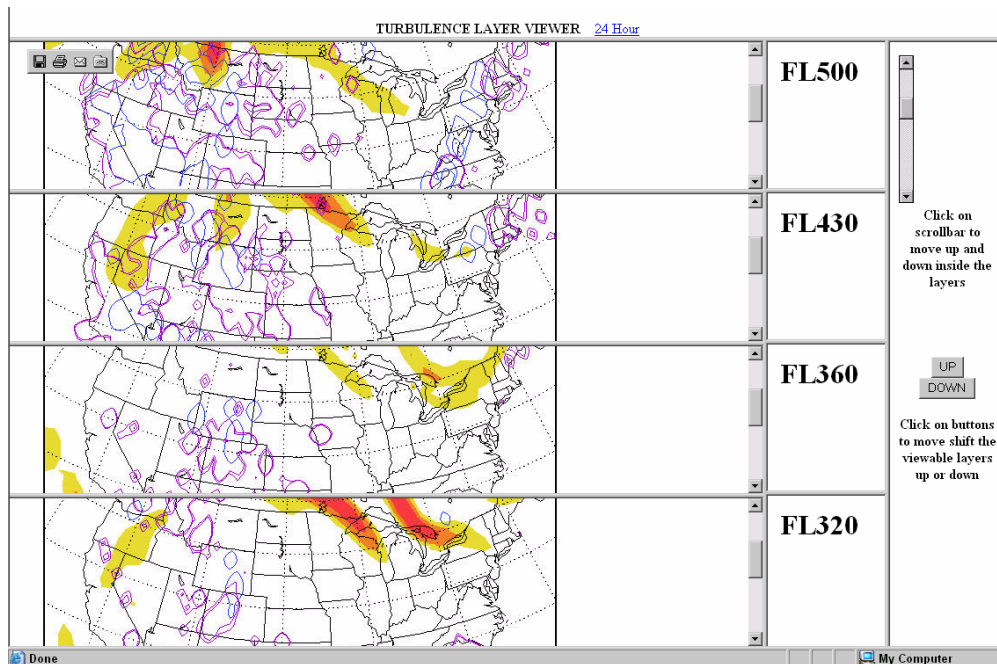 TURBULENCE LAYER VIEWER 24 Hour
FL500
FL430
FL360
FL320
Click on
scrollbar to
move up and
down inside the
layers
UP
DOWN
Click on buttons
to move shift the
viewable layers
up or down
Done
My Computer